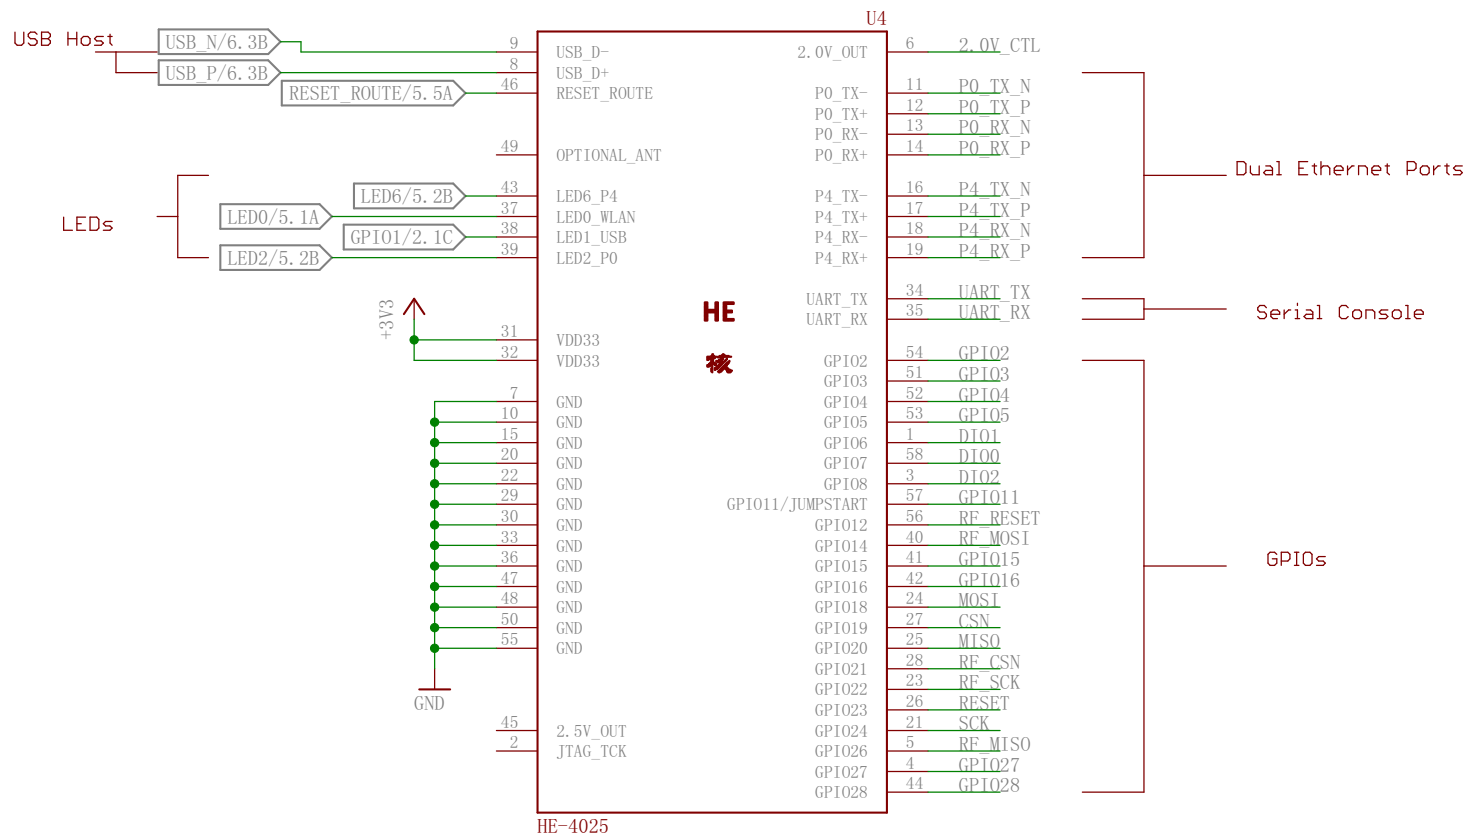 U4
USB Host
USB_N/6.3B 9 USB_D-
USB_P/6.3B 8 USB_D+
RESET_ROUTE/5.5A 46 RESET_ROUTE
49 OPTIONAL_ANT
LEDs
LED6/5.2B 43 LED6_P4
LED0/5.1A 37 LED0_WLAN
GPIO1/2.1C 38 LED1_USB
LED2/5.2B 39 LED2_P0
+3V3
31 VDD33
32 VDD33
7 GND
10 GND
15 GND
20 GND
22 GND
29 GND
30 GND
33 GND
36 GND
47 GND
48 GND
50 GND
55 GND
GND
45 2.5V_OUT
2 JTAG_TCK
HE
核
2.0V_OUT 6 2.0V_CTL
P0_TX- 11 P0_TX_N
P0_TX+ 12 P0_TX_P
P0_RX- 13 P0_RX_N
P0_RX+ 14 P0_RX_P
Dual Ethernet Ports
P4_TX- 16 P4_TX_N
P4_TX+ 17 P4_TX_P
P4_RX- 18 P4_RX_N
P4_RX+ 19 P4_RX_P
UART_TX 34 UART_TX
UART_RX 35 UART_RX
Serial Console
GPIO2 54 GPIO2
GPIO3 51 GPIO3
GPIO4 52 GPIO4
GPIO5 53 GPIO5
GPIO6 1 DIO1
GPIO7 58 DIO0
GPIO8 3 DIO2
GPIO11/JUMPSTART 57 GPIO11
GPIO12 56 RF_RESET
GPIO14 40 RF_MOSI
GPIO15 41 GPIO15
GPIOs
GPIO16 42 GPIO16
GPIO18 24 MOSI
GPIO19 27 CSN
GPIO20 25 MISO
GPIO21 28 RF_CSN
GPIO22 23 RF_SCK
GPIO23 26 RESET
GPIO24 21 SCK
GPIO26 5 RF_MISO
GPIO27 4 GPIO27
GPIO28 44 GPIO28
HE-4025